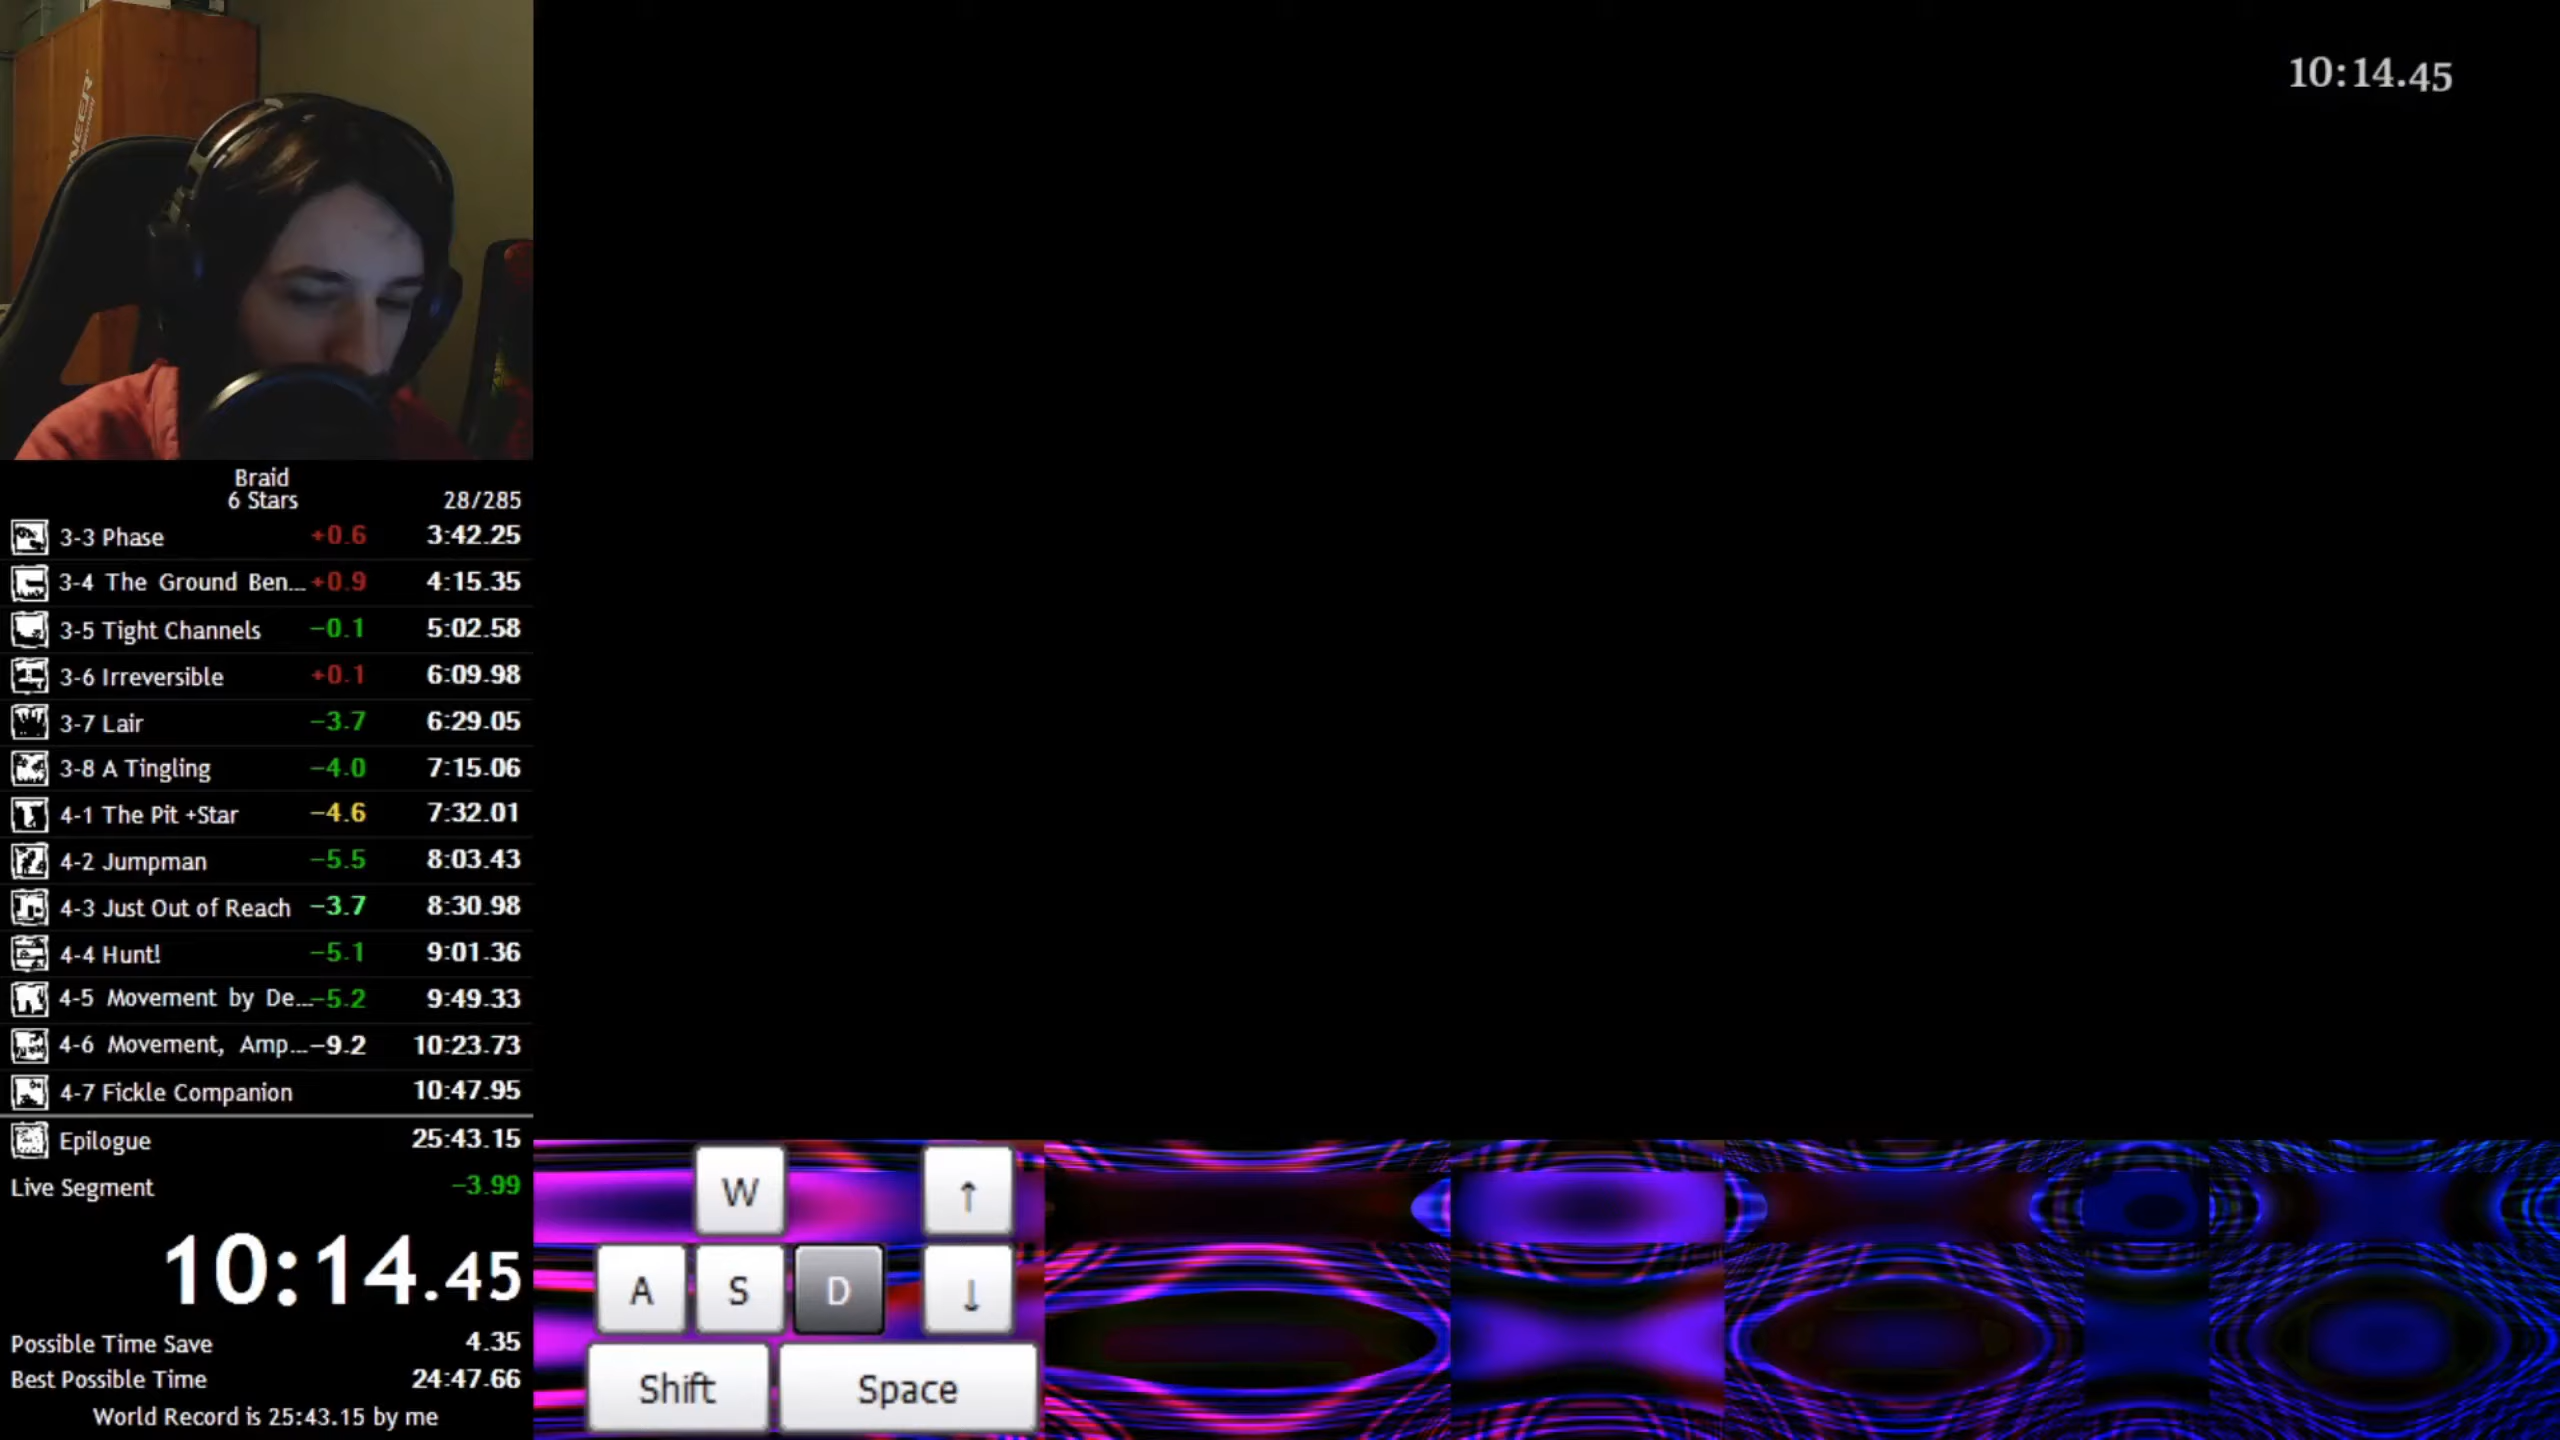 10:14.45
Braid
6 Stars 28/285
3-3 Phase +0.6 3:42.25
3-4 The Ground Ben... +0.9 4:15.35
3-5 Tight Channels −0.1 5:02.58
3-6 Irreversible +0.1 6:09.98
3-7 Lair −3.7 6:29.05
3-8 A Tingling −4.0 7:15.06
4-1 The Pit +Star −4.6 7:32.01
4-2 Jumpman −5.5 8:03.43
4-3 Just Out of Reach −3.7 8:30.98
4-4 Hunt! −5.1 9:01.36
4-5 Movement by De... −5.2 9:49.33
4-6 Movement, Amp... −9.2 10:23.73
4-7 Fickle Companion 10:47.95
Epilogue 25:43.15
Live Segment −3.99
10:14.45
Possible Time Save 4.35
Best Possible Time 24:47.66
World Record is 25:43.15 by me
W ↑
A S D ↓
Shift Space